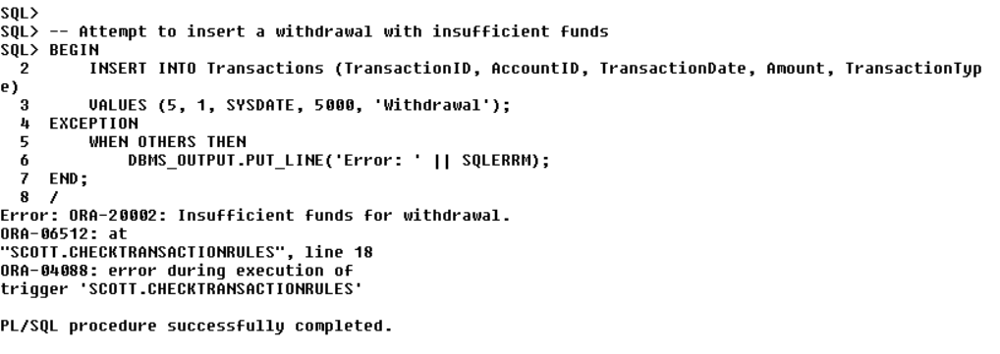 SQL>
SQL> -- Attempt to insert a withdrawal with insufficient funds
SQL> BEGIN
  2      INSERT INTO Transactions (TransactionID, AccountID, TransactionDate, Amount, TransactionTyp
e)
  3      VALUES (5, 1, SYSDATE, 5000, 'Withdrawal');
  4  EXCEPTION
  5      WHEN OTHERS THEN
  6          DBMS_OUTPUT.PUT_LINE('Error: ' || SQLERRM);
  7  END;
  8  /
Error: ORA-20002: Insufficient funds for withdrawal.
ORA-06512: at
"SCOTT.CHECKTRANSACTIONRULES", line 18
ORA-04088: error during execution of
trigger 'SCOTT.CHECKTRANSACTIONRULES'

PL/SQL procedure successfully completed.